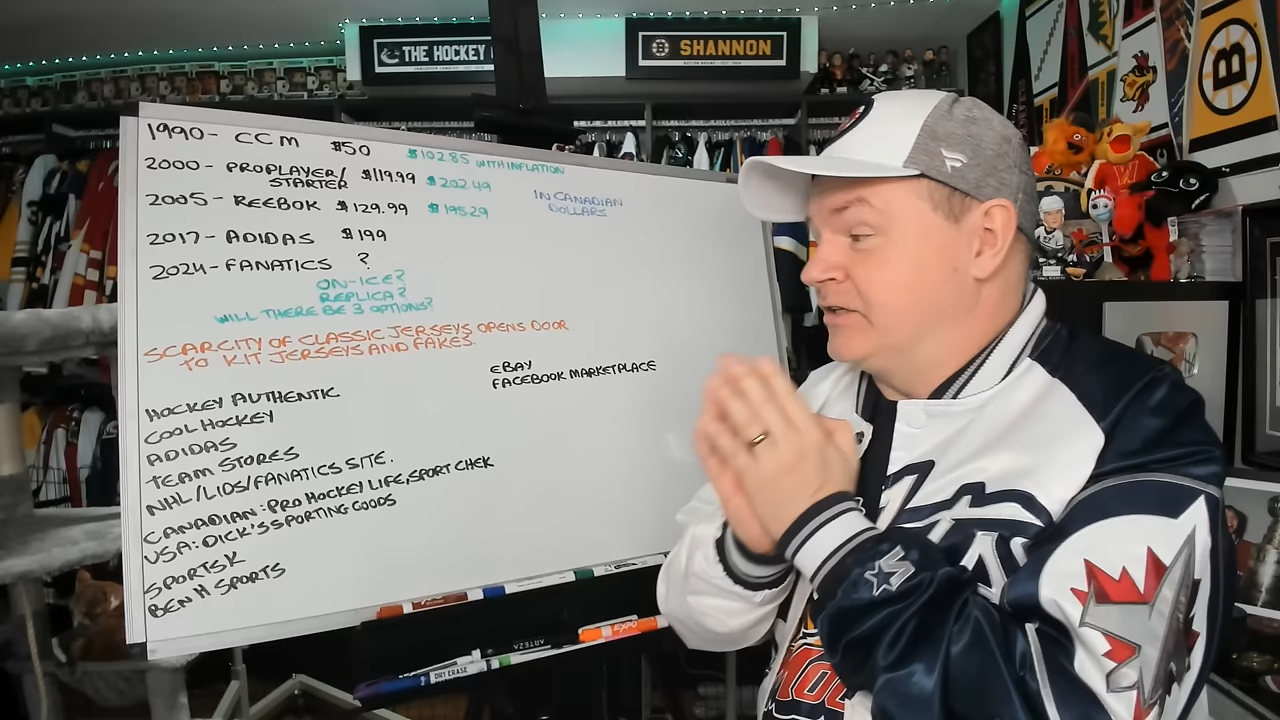 THE HOCKEY
SHANNON
1990- CCM $50 $102.85 WITH INFLATION
2000- PROPLAYER/ STARTER $119.99 $202.49
2005- REEBOK $129.99 $195.29
IN CANADIAN
DOLLARS
2017- ADIDAS $199
2024-FANATICS ?
ON-ICE?
REPLICA?
WILL THERE BE 3 OPTIONS?
SCARCITY OF CLASSIC JERSEYS OPENS DOOR
TO KIT JERSEYS AND FAKES.
eBAY
FACEBOOK MARKETPLACE
HOCKEY AUTHENTIC
COOL HOCKEY
ADIDAS
TEAM STORES
NHL/LIDS/FANATICS SITE.
CANADIAN: PRO HOCKEY LIFE, SPORT CHEK
USA: DICK'S SPORTING GOODS
SPORTSK
BEN H SPORTS
EXPO
ARTEZA
DRY ERASE
B